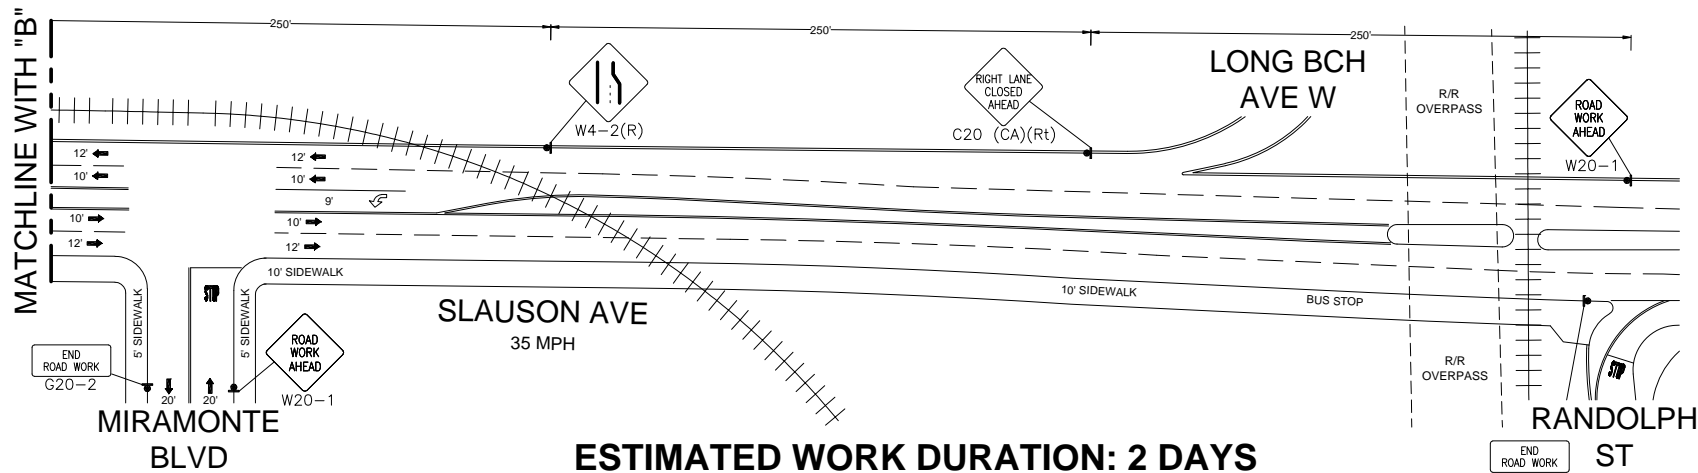 MATCHLINE WITH "B"
250'
250'
250'
W4-2(R)
RIGHT LANE
CLOSED
AHEAD
C20 (CA)(Rt)
LONG BCH
AVE W
R/R
OVERPASS
ROAD
WORK
AHEAD
W20-1
12'
10'
10'
12'
12'
10'
9'
10'
12'
10' SIDEWALK
10' SIDEWALK
BUS STOP
5' SIDEWALK
STOP
5' SIDEWALK
SLAUSON AVE
35 MPH
ROAD
WORK
AHEAD
W20-1
END
ROAD WORK
G20-2
20'
20'
MIRAMONTE
BLVD
R/R
OVERPASS
STOP
RANDOLPH
ST
END
ROAD WORK
ESTIMATED WORK DURATION: 2 DAYS